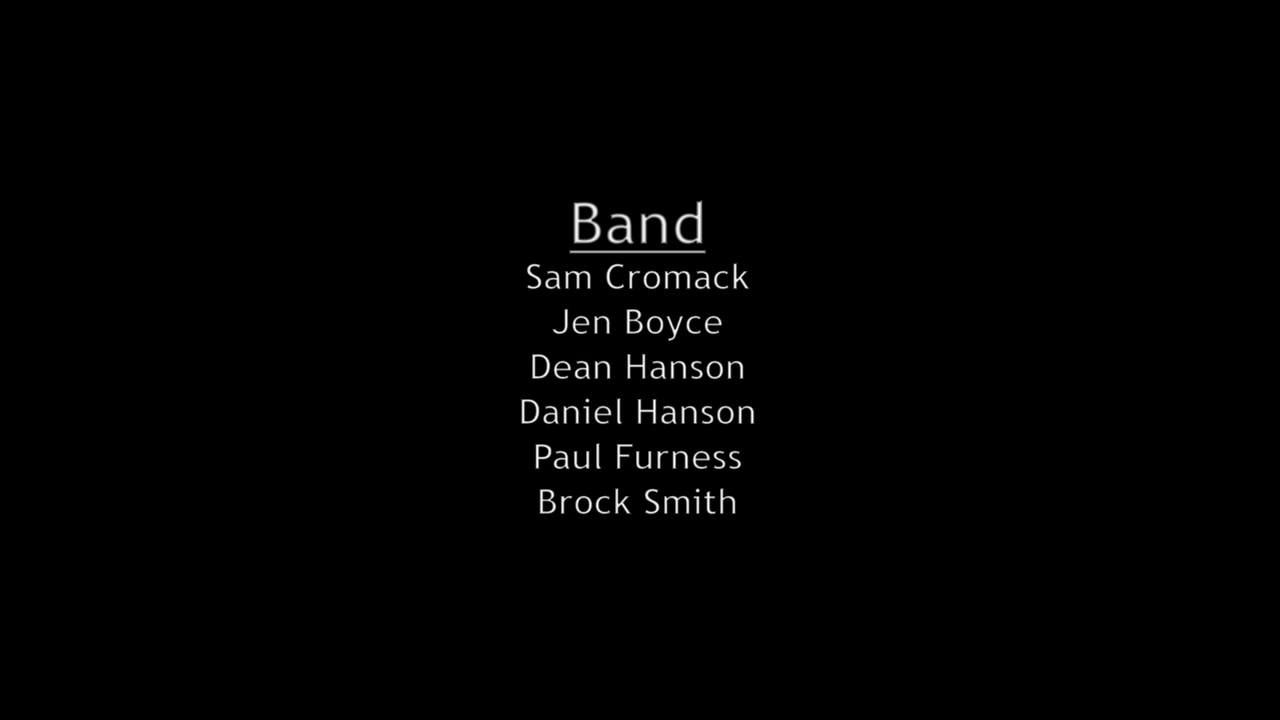 Band
Sam Cromack
Jen Boyce
Dean Hanson
Daniel Hanson
Paul Furness
Brock Smith